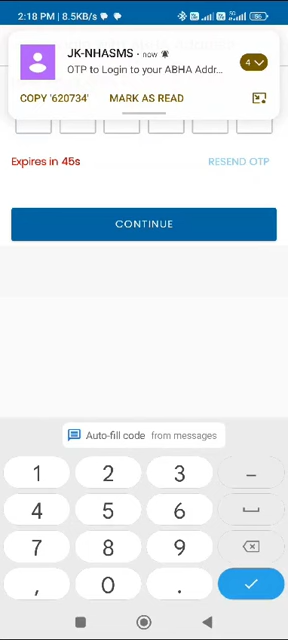 2:18 PM | 8.5KB/s
JK-NHASMS • now
OTP to Login to your ABHA Addr...
4
COPY '620734' MARK AS READ
Expires in 45s RESEND OTP
CONTINUE
Auto-fill code from messages
1 2 3 –
4 5 6
7 8 9
, 0 .